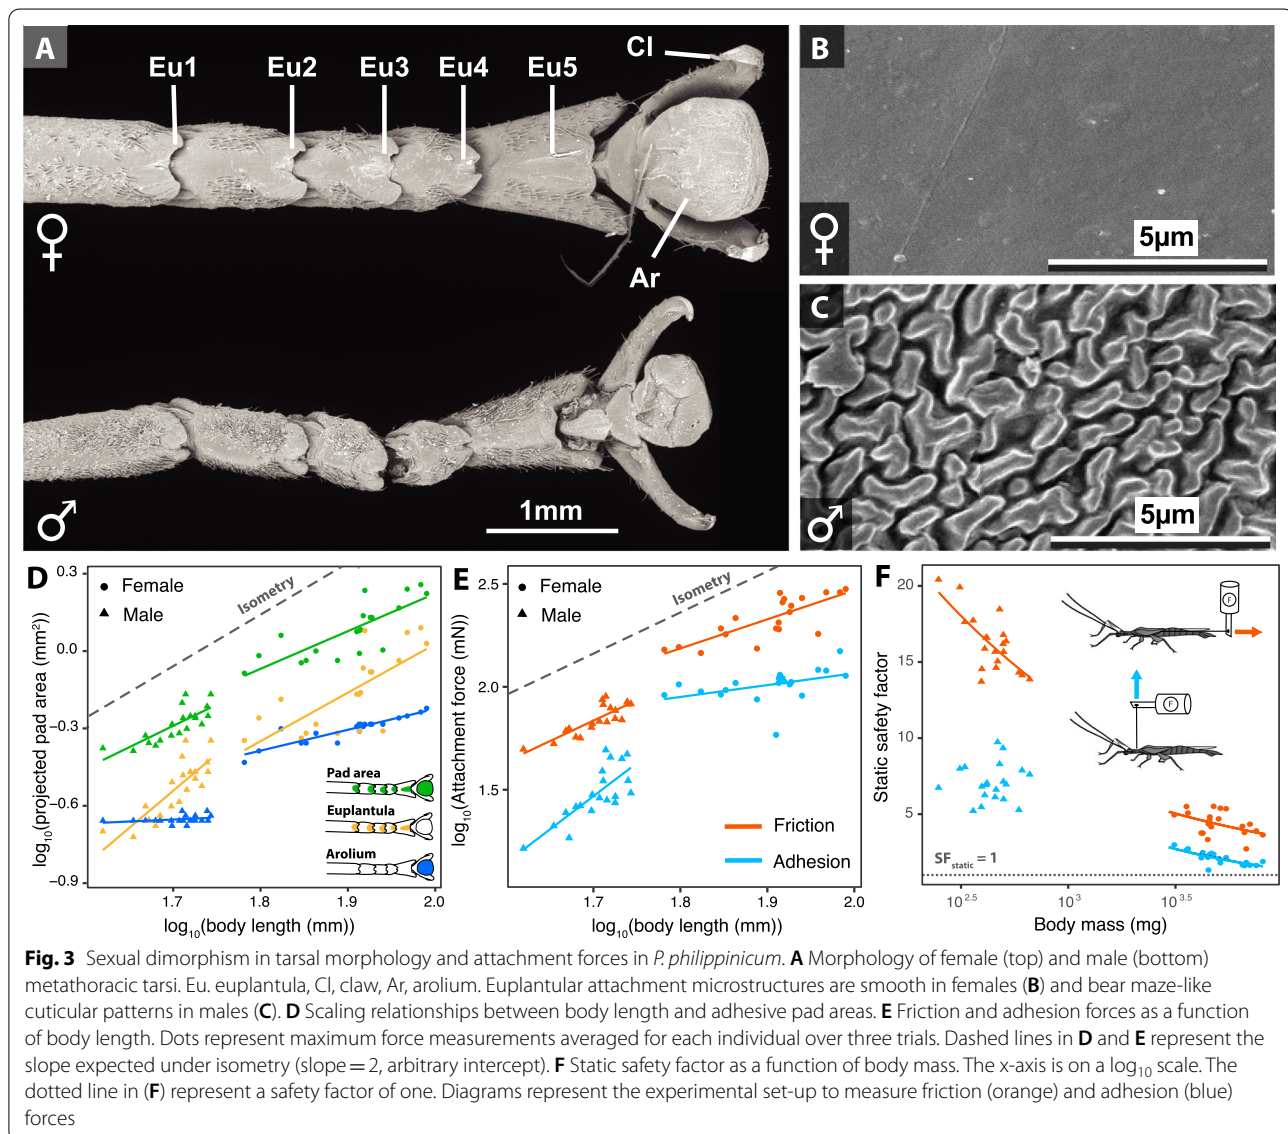 A
Eu1
Eu2
Eu3
Eu4
Eu5
Cl
Ar
♀
♂
1mm
B
♀
5µm
C
♂
5µm
D
Female
Male
Isometry
log10(projected pad area (mm²))
0.3
0.0
−0.3
−0.6
−0.9
Pad area
Euplantula
Arolium
1.7
1.8
1.9
2.0
log10(body length (mm))
E
Female
Male
Isometry
log10(Attachment force (mN))
2.5
2.0
1.5
Friction
Adhesion
1.7
1.8
1.9
2.0
log10(body length (mm))
F
Static safety factor
20
15
10
5
F
F
SFstatic = 1
10^2.5
10^3
10^3.5
Body mass (mg)
Fig. 3 Sexual dimorphism in tarsal morphology and attachment forces in P. philippinicum. A Morphology of female (top) and male (bottom)
metathoracic tarsi. Eu. euplantula, Cl, claw, Ar, arolium. Euplantular attachment microstructures are smooth in females (B) and bear maze-like
cuticular patterns in males (C). D Scaling relationships between body length and adhesive pad areas. E Friction and adhesion forces as a function
of body length. Dots represent maximum force measurements averaged for each individual over three trials. Dashed lines in D and E represent the
slope expected under isometry (slope = 2, arbitrary intercept). F Static safety factor as a function of body mass. The x-axis is on a log10 scale. The
dotted line in (F) represent a safety factor of one. Diagrams represent the experimental set-up to measure friction (orange) and adhesion (blue)
forces